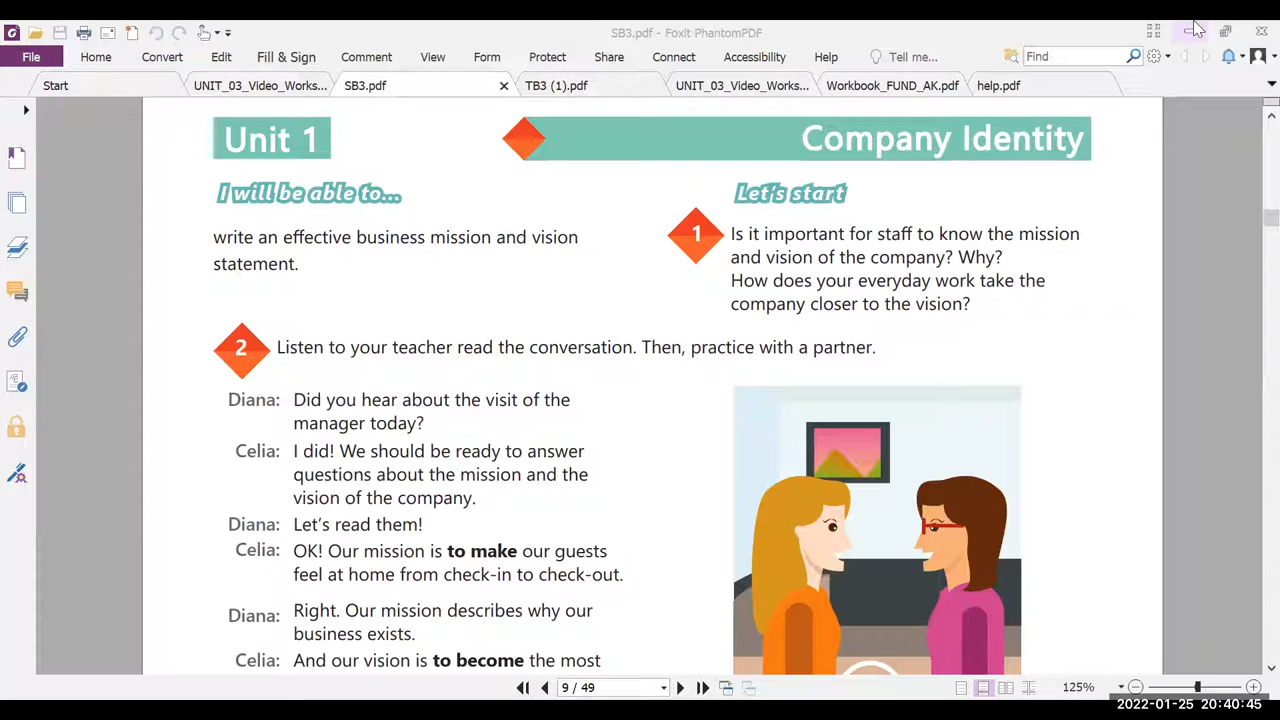 SB3.pdf - Foxit PhantomPDF
File Home Convert Edit Fill & Sign Comment View Form Protect Share Connect Accessibility Help Tell me... Find
Start UNIT_03_Video_Works... SB3.pdf TB3 (1).pdf UNIT_03_Video_Works... Workbook_FUND_AK.pdf help.pdf
Unit 1
Company Identity
I will be able to...
write an effective business mission and vision
statement.
Let's start
1
Is it important for staff to know the mission
and vision of the company? Why?
How does your everyday work take the
company closer to the vision?
2
Listen to your teacher read the conversation. Then, practice with a partner.
Diana: Did you hear about the visit of the
manager today?
Celia: I did! We should be ready to answer
questions about the mission and the
vision of the company.
Diana: Let's read them!
Celia: OK! Our mission is to make our guests
feel at home from check-in to check-out.
Diana: Right. Our mission describes why our
business exists.
Celia: And our vision is to become the most
9 / 49
125%
2022-01-25 20:40:45